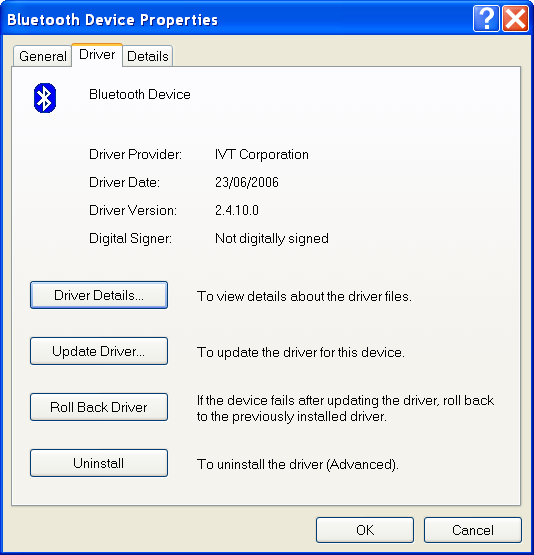 Bluetooth Device Properties
General Driver Details
Bluetooth Device
Driver Provider: IVT Corporation
Driver Date: 23/06/2006
Driver Version: 2.4.10.0
Digital Signer: Not digitally signed
Driver Details... To view details about the driver files.
Update Driver... To update the driver for this device.
Roll Back Driver If the device fails after updating the driver, roll back
to the previously installed driver.
Uninstall To uninstall the driver (Advanced).
OK Cancel